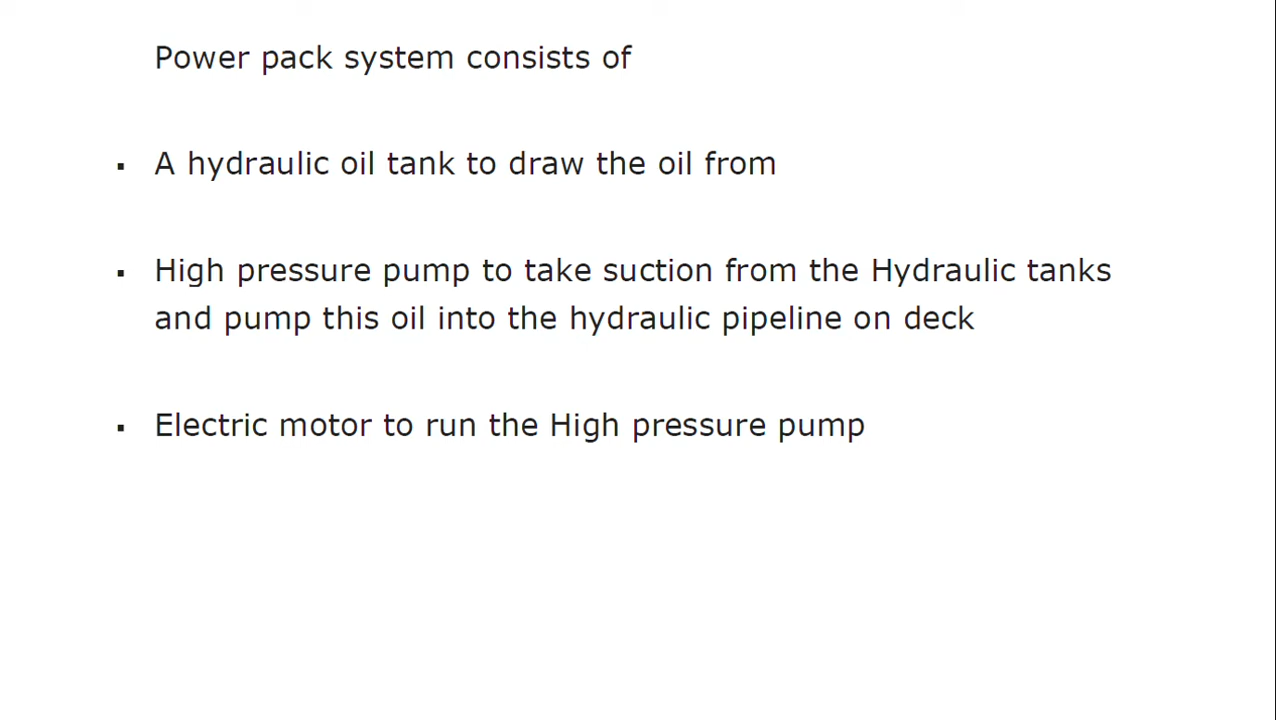 Power pack system consists of
▪ A hydraulic oil tank to draw the oil from
▪ High pressure pump to take suction from the Hydraulic tanks
and pump this oil into the hydraulic pipeline on deck
▪ Electric motor to run the High pressure pump